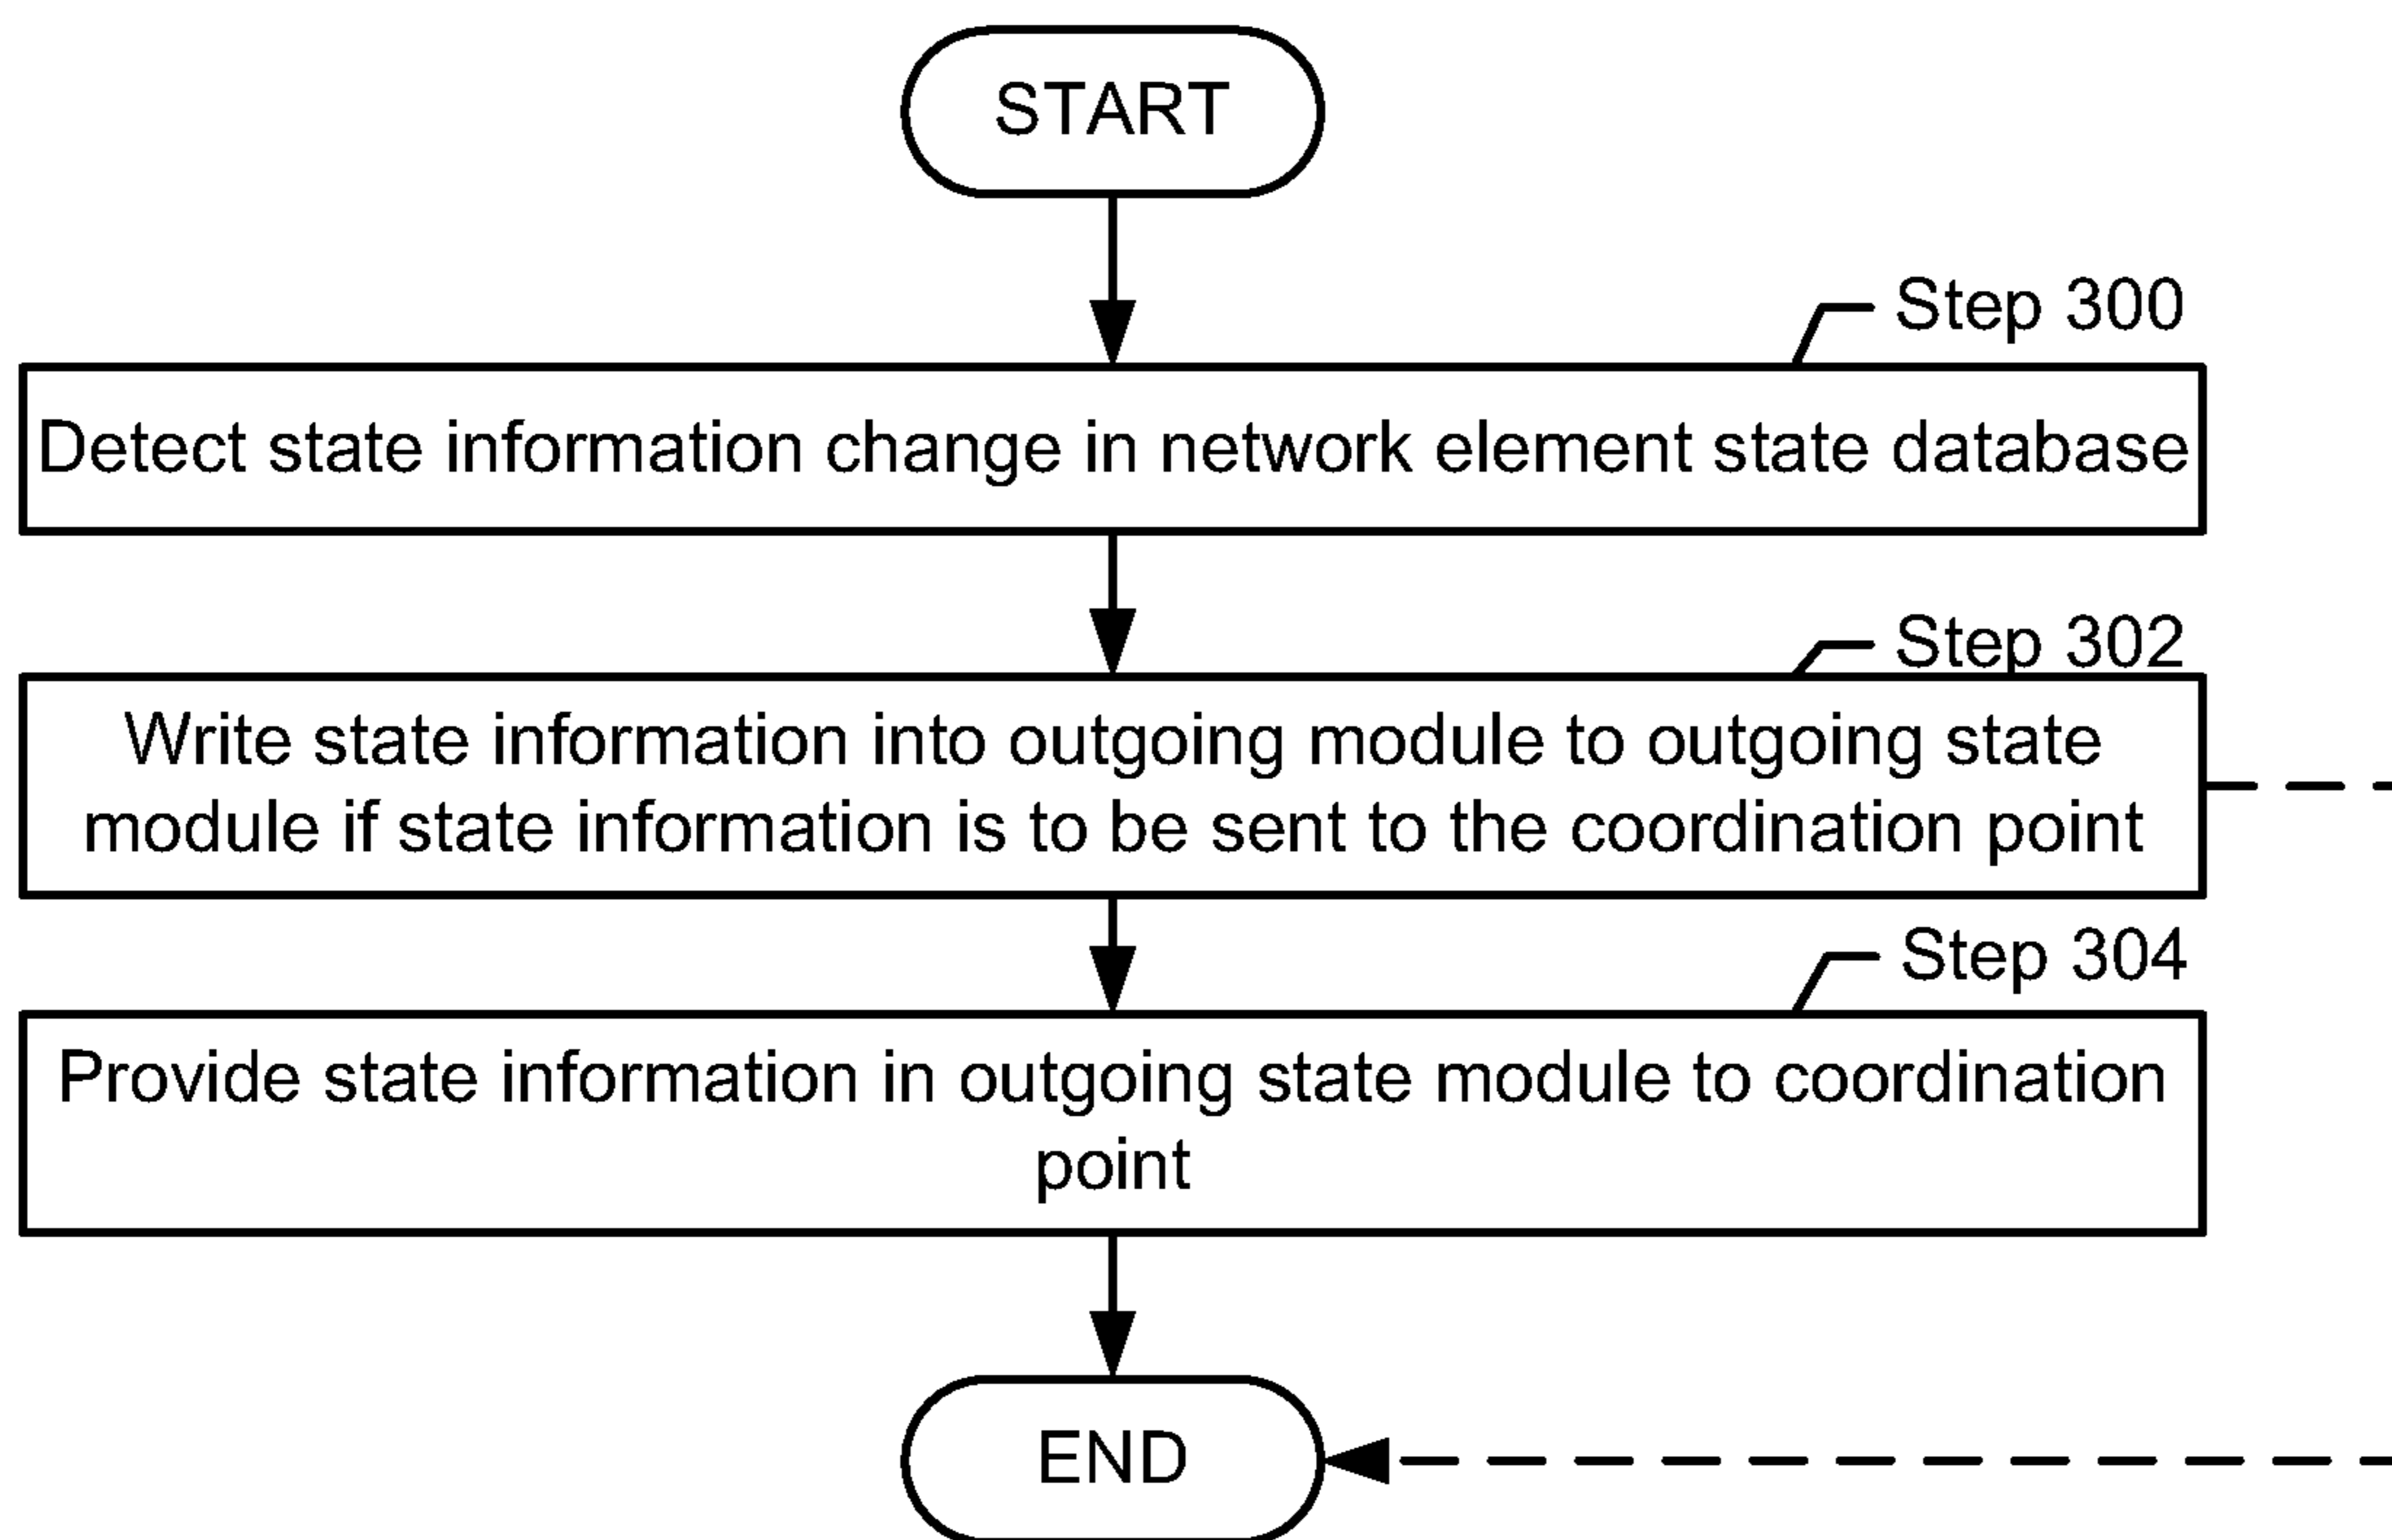 START
Step 300
Detect state information change in network element state database
Step 302
Write state information into outgoing module to outgoing state
module if state information is to be sent to the coordination point
Step 304
Provide state information in outgoing state module to coordination
point
END